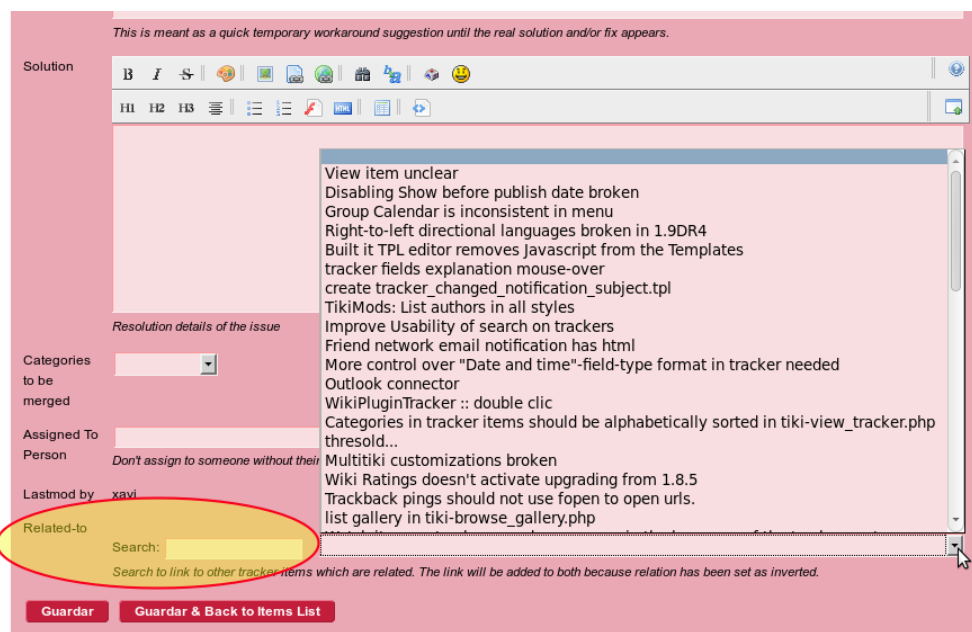 This is meant as a quick temporary workaround suggestion until the real solution and/or fix appears.
Solution
B I S
H1 H2 H3 HTML
View item unclear
Disabling Show before publish date broken
Group Calendar is inconsistent in menu
Right-to-left directional languages broken in 1.9DR4
Built it TPL editor removes Javascript from the Templates
tracker fields explanation mouse-over
create tracker_changed_notification_subject.tpl
TikiMods: List authors in all styles
Resolution details of the issue
Improve Usability of search on trackers
Friend network email notification has html
Categories
to be
merged
More control over "Date and time"-field-type format in tracker needed
Outlook connector
WikiPluginTracker :: double clic
Categories in tracker items should be alphabetically sorted in tiki-view_tracker.php
Assigned To
Person
thresold...
Don't assign to someone without their
Multitiki customizations broken
Wiki Ratings doesn't activate upgrading from 1.8.5
Lastmod by xavi
Trackback pings should not use fopen to open urls.
list gallery in tiki-browse_gallery.php
Related-to
Search:
Search to link to other tracker items which are related. The link will be added to both because relation has been set as inverted.
Guardar Guardar & Back to Items List